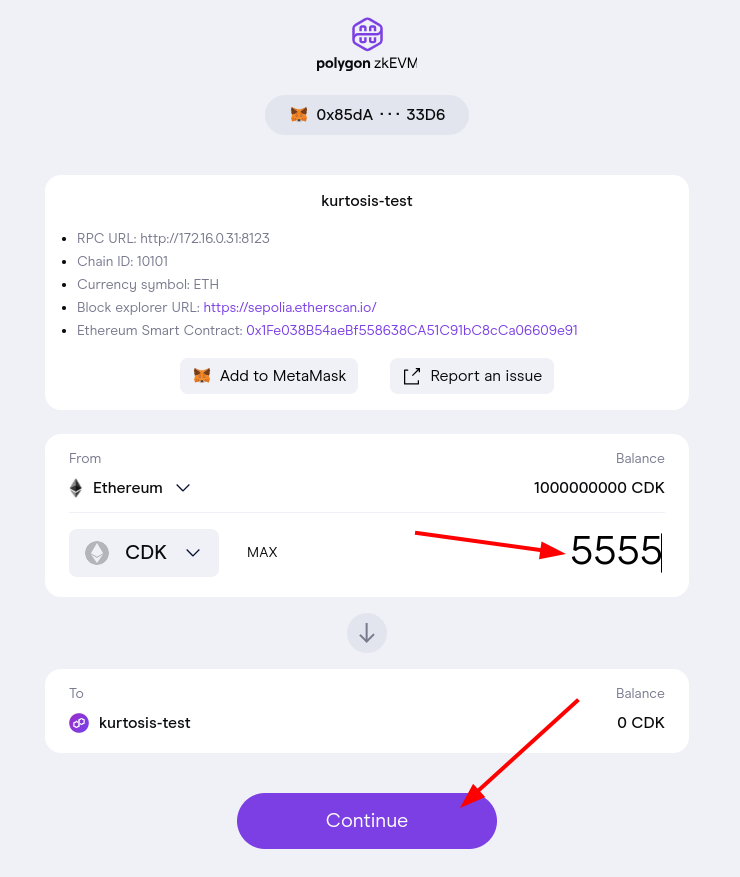 polygon zkEVM
0x85dA ··· 33D6
kurtosis-test
RPC URL: http://172.16.0.31:8123
Chain ID: 10101
Currency symbol: ETH
Block explorer URL: https://sepolia.etherscan.io/
Ethereum Smart Contract: 0x1Fe038B54aeBf558638CA51C91bC8cCa06609e91
Add to MetaMask
Report an issue
From
Balance
Ethereum
1000000000 CDK
CDK
MAX
5555
To
Balance
kurtosis-test
0 CDK
Continue